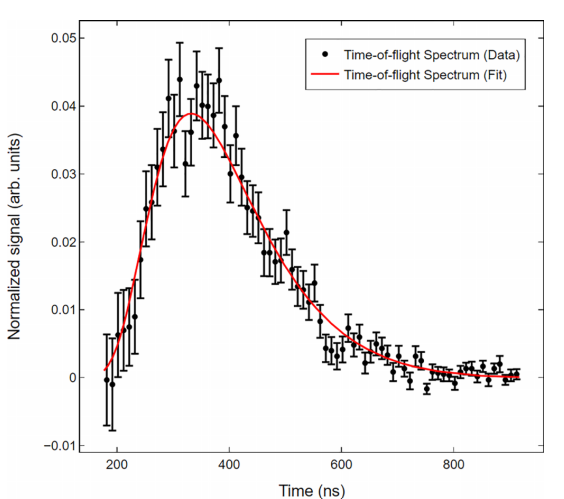 0.05
0.04
0.03
0.02
0.01
0
−0.01
Normalized signal (arb. units)
Time-of-flight Spectrum (Data)
Time-of-flight Spectrum (Fit)
200 400 600 800
Time (ns)